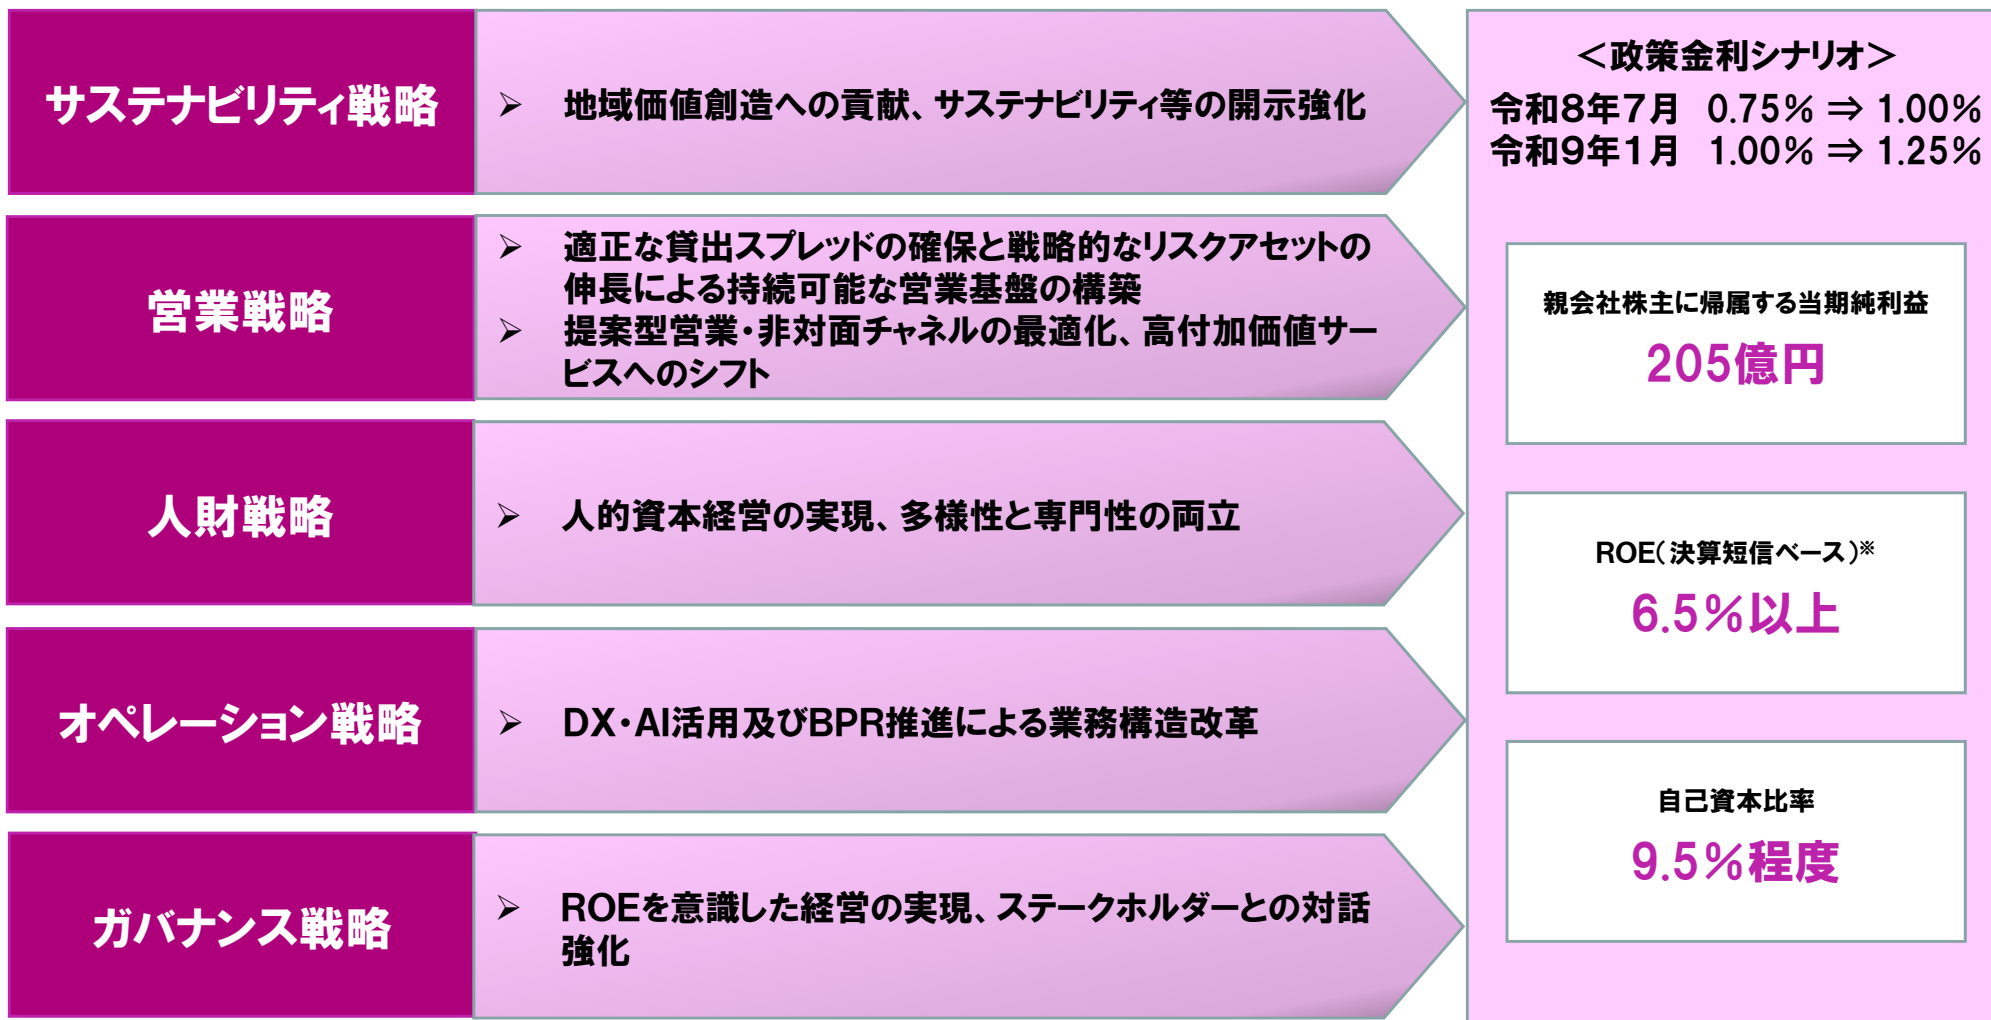 サステナビリティ戦略
➢ 地域価値創造への貢献、サステナビリティ等の開示強化
営業戦略
➢ 適正な貸出スプレッドの確保と戦略的なリスクアセットの
伸長による持続可能な営業基盤の構築
➢ 提案型営業・非対面チャネルの最適化、高付加価値サー
ビスへのシフト
人財戦略
➢ 人的資本経営の実現、多様性と専門性の両立
オペレーション戦略
➢ DX・AI活用及びBPR推進による業務構造改革
ガバナンス戦略
➢ ROEを意識した経営の実現、ステークホルダーとの対話
強化
＜政策金利シナリオ＞
令和8年7月 0.75％ ⇒ 1.00％
令和9年1月 1.00％ ⇒ 1.25％
親会社株主に帰属する当期純利益
205億円
ROE（決算短信ベース）※
6.5％以上
自己資本比率
9.5％程度